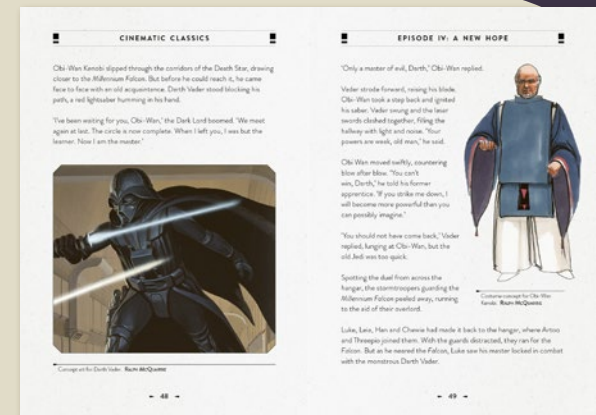 CINEMATIC CLASSICS
Obi-Wan Kenobi slipped through the corridors of the Death Star, drawing
closer to the Millennium Falcon. But before he could reach it, he came
face to face with an old acquaintance. Darth Vader stood blocking his
path, a red lightsaber humming in his hand.
'I've been waiting for you, Obi-Wan,' the Dark Lord boomed. 'We meet
again at last. The circle is now complete. When I left you, I was but the
learner. Now I am the master.'
Concept art for Darth Vader. RALPH MCQUARRIE
48
EPISODE IV: A NEW HOPE
'Only a master of evil, Darth,' Obi-Wan replied.
Vader strode forward, raising his blade.
Obi-Wan took a step back and ignited
his saber. Vader swung and the laser
swords clashed together, filling the
hallway with light and noise. 'Your
powers are weak, old man,' he said.
Obi Wan moved swiftly, countering
blow after blow. 'You can't
win, Darth,' he told his former
apprentice. 'If you strike me down, I
will become more powerful than you
can possibly imagine.'
'You should not have come back,' Vader
replied, lunging at Obi-Wan, but the
old Jedi was too quick.
Spotting the duel from across the
hangar, the stormtroopers guarding the
Millennium Falcon peeled away, running
to the aid of their overlord.
Costume concept for Obi-Wan
Kenobi. RALPH MCQUARRIE
Luke, Leia, Han and Chewie had made it back to the hangar, where Artoo
and Threepio joined them. With the guards distracted, they ran for the
Falcon. But as he neared the Falcon, Luke saw his master locked in combat
with the monstrous Darth Vader.
49